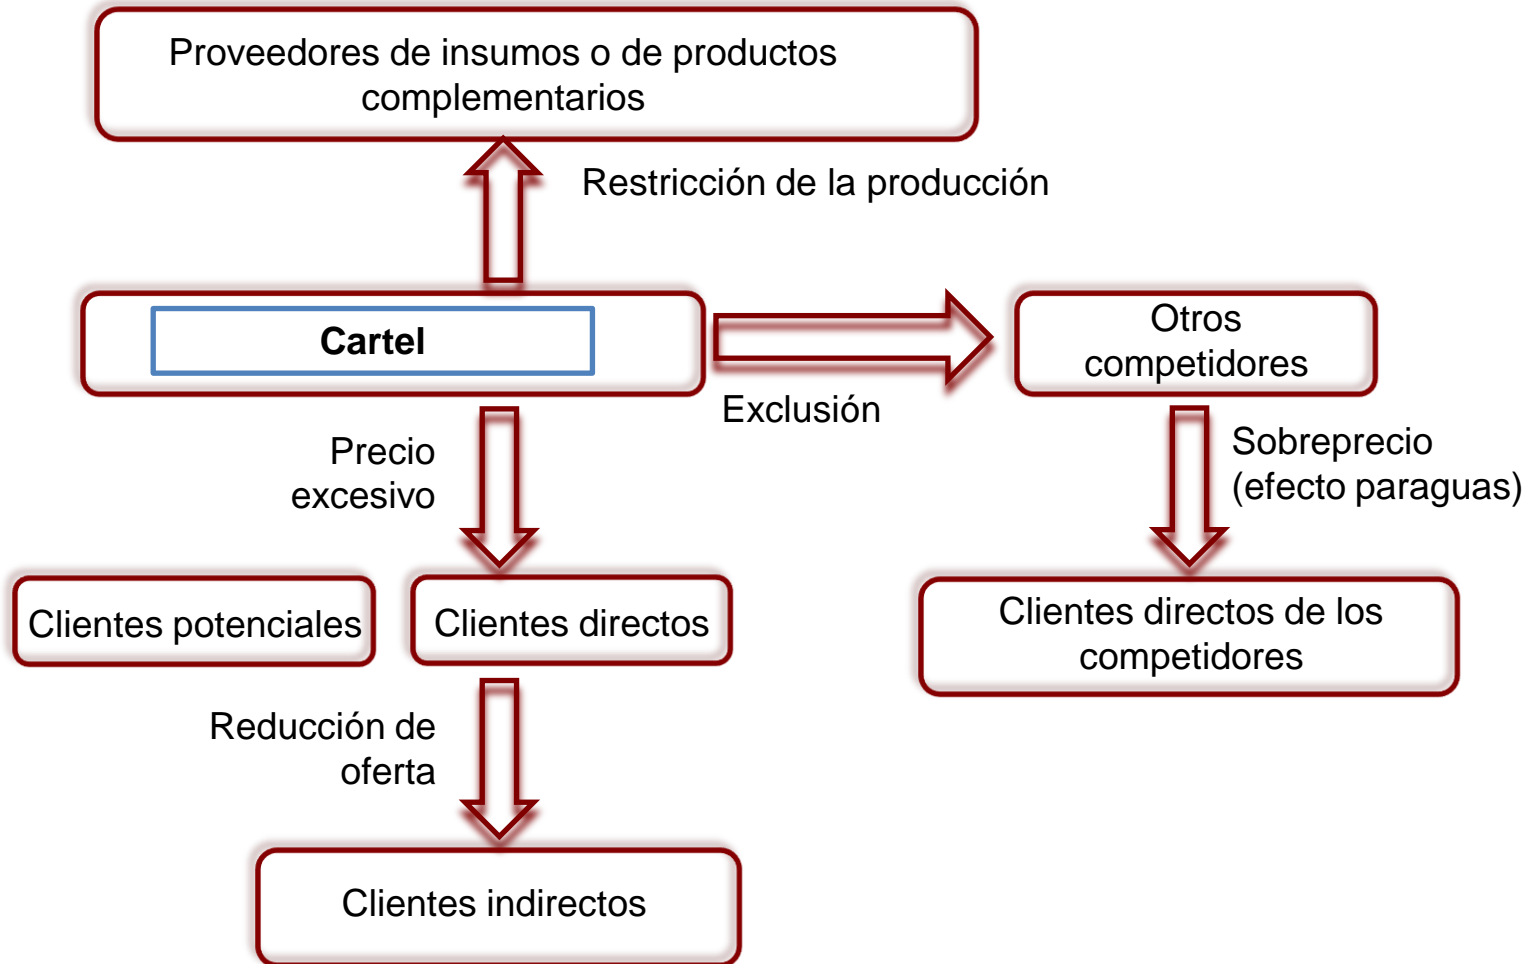 Proveedores de insumos o de productos
complementarios
Restricción de la producción
Cartel
Otros
competidores
Exclusión
Precio
excesivo
Sobreprecio
(efecto paraguas)
Clientes potenciales
Clientes directos
Clientes directos de los
competidores
Reducción de
oferta
Clientes indirectos